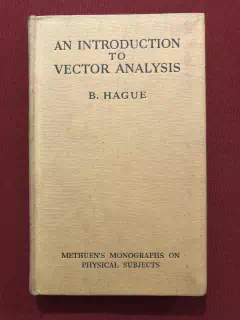 AN INTRODUCTION
TO
VECTOR ANALYSIS
B. HAGUE
METHUEN'S MONOGRAPHS ON
PHYSICAL SUBJECTS